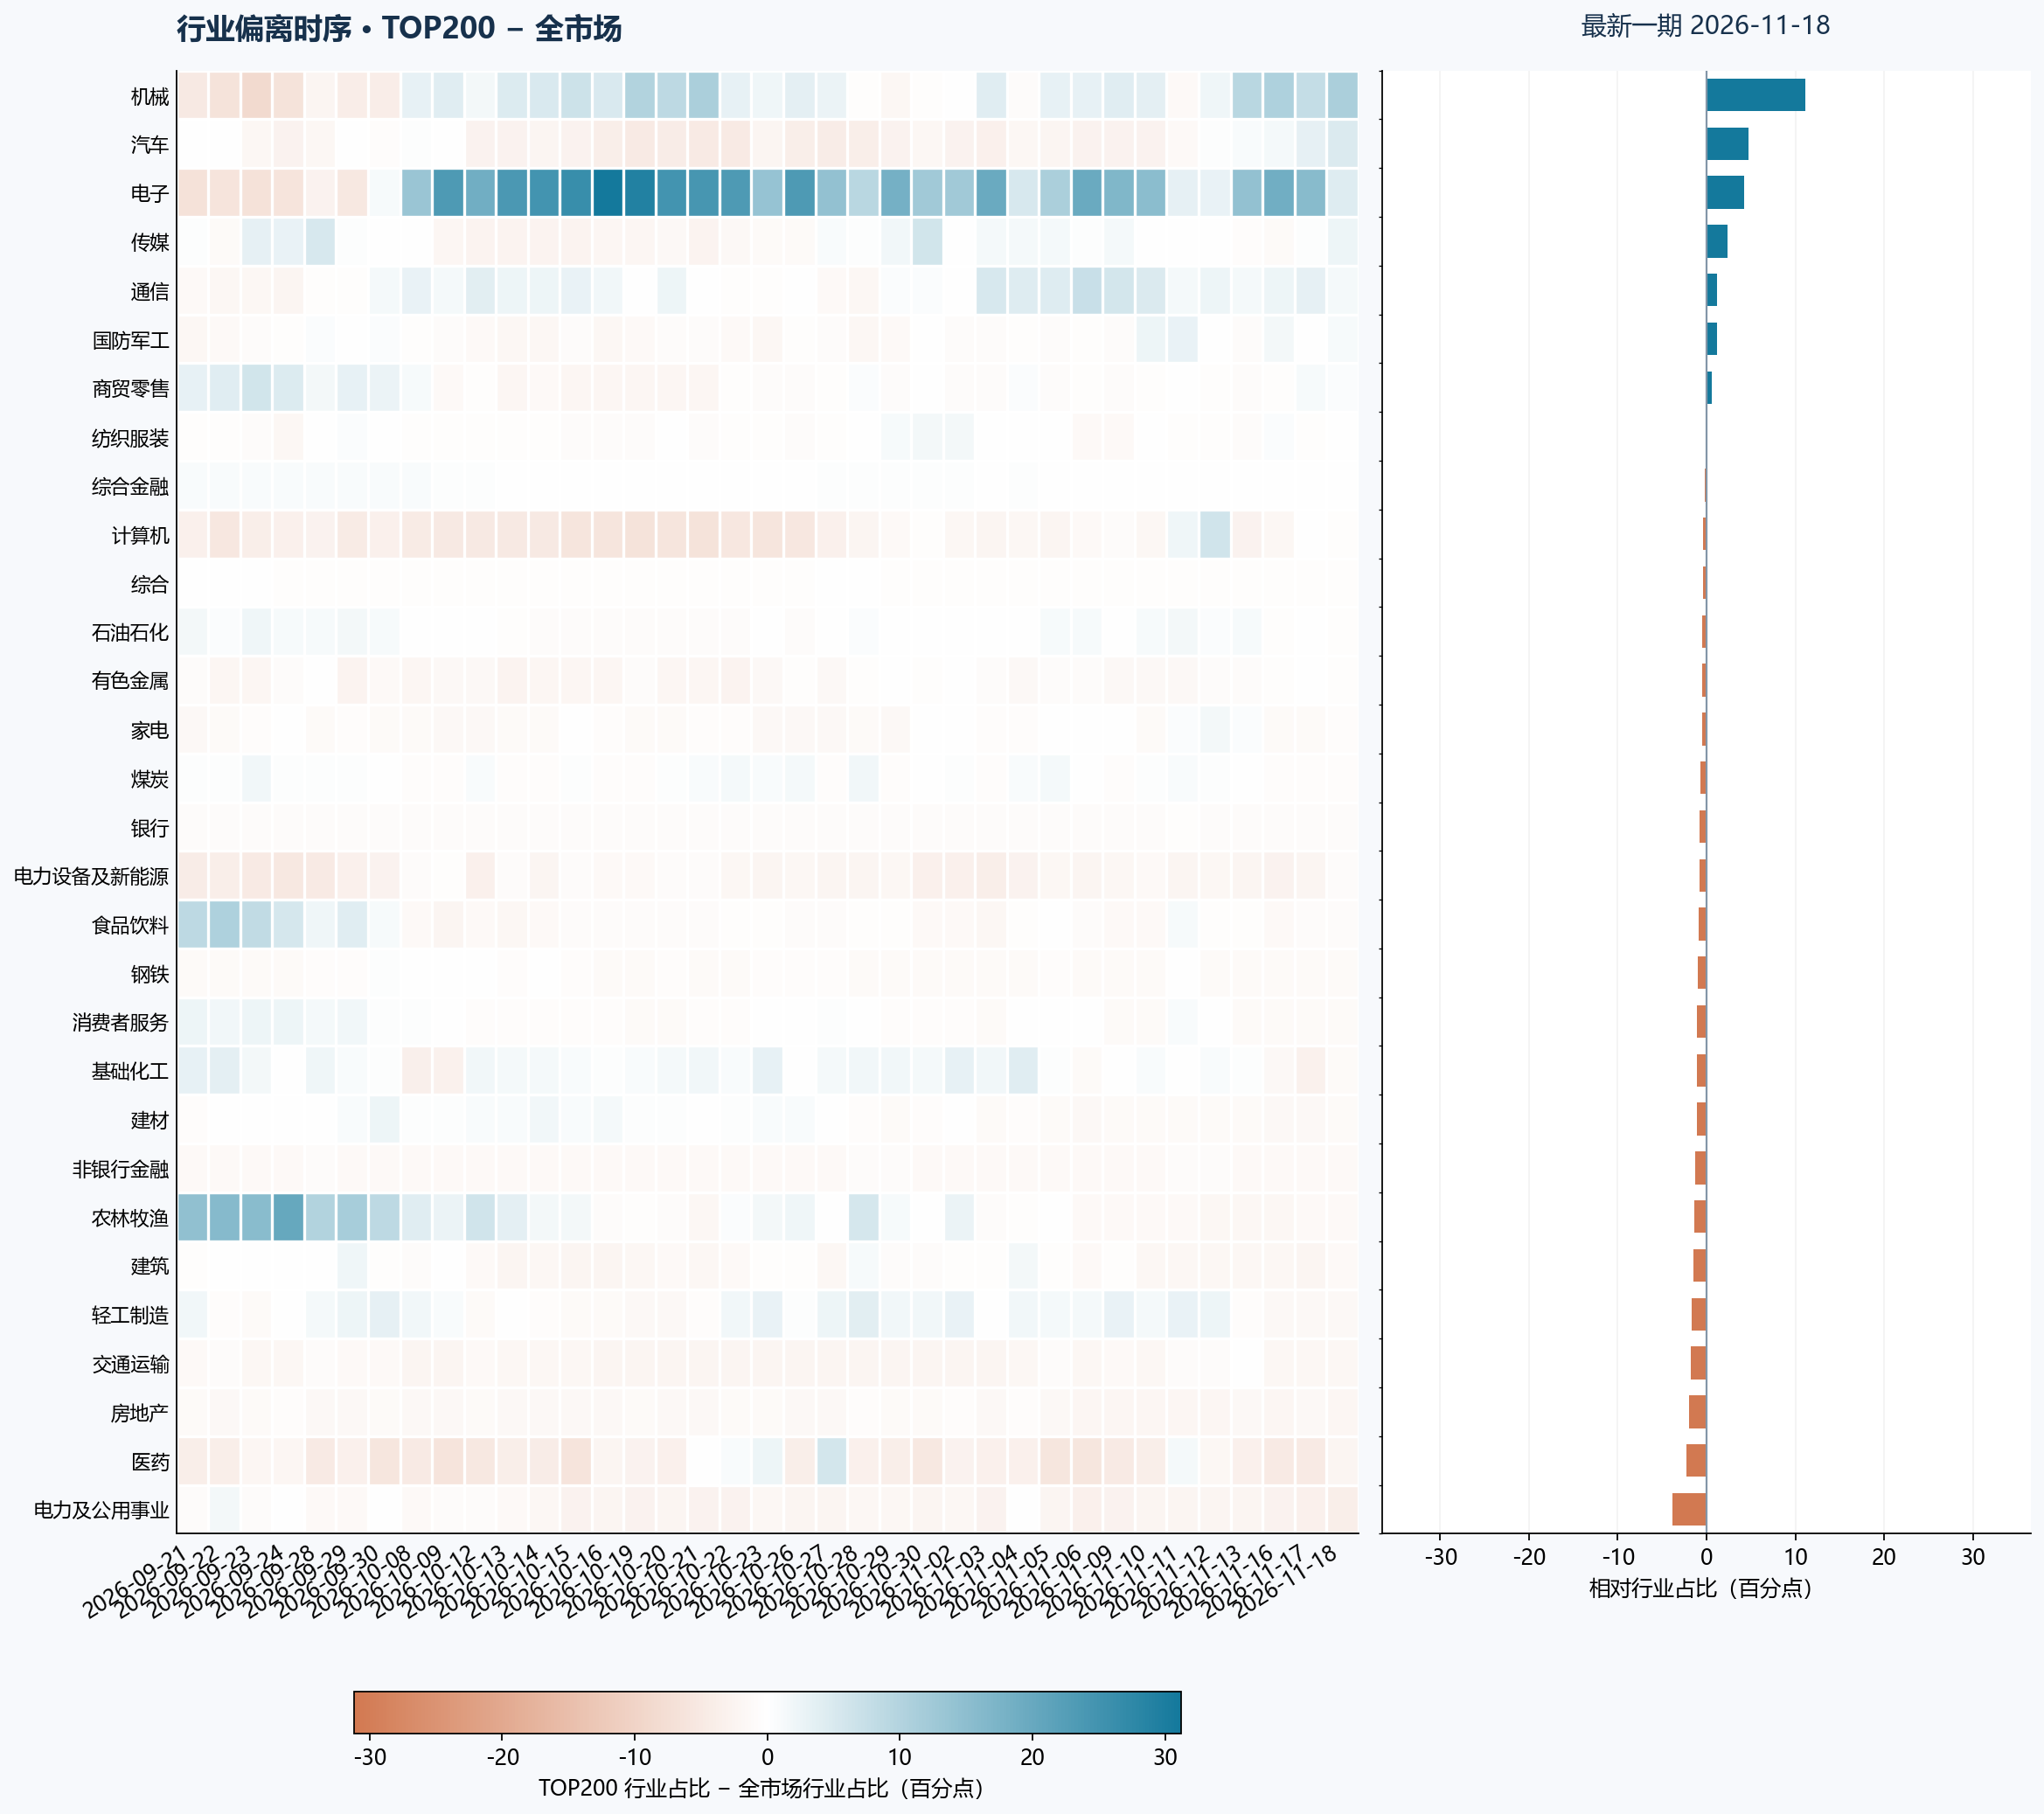 行业偏离时序 • TOP200 − 全市场
最新一期 2026-11-18
机械
汽车
电子
传媒
通信
国防军工
商贸零售
纺织服装
综合金融
计算机
综合
石油石化
有色金属
家电
煤炭
银行
电力设备及新能源
食品饮料
钢铁
消费者服务
基础化工
建材
非银行金融
农林牧渔
建筑
轻工制造
交通运输
房地产
医药
电力及公用事业
2026-09-21
2026-09-22
2026-09-23
2026-09-24
2026-09-28
2026-09-29
2026-09-30
2026-10-08
2026-10-09
2026-10-12
2026-10-13
2026-10-14
2026-10-15
2026-10-16
2026-10-19
2026-10-20
2026-10-21
2026-10-22
2026-10-23
2026-10-26
2026-10-27
2026-10-28
2026-10-29
2026-10-30
2026-11-02
2026-11-03
2026-11-04
2026-11-05
2026-11-06
2026-11-09
2026-11-10
2026-11-11
2026-11-12
2026-11-13
2026-11-16
2026-11-17
2026-11-18
-30 -20 -10 0 10 20 30
相对行业占比（百分点）
-30 -20 -10 0 10 20 30
TOP200 行业占比 − 全市场行业占比（百分点）